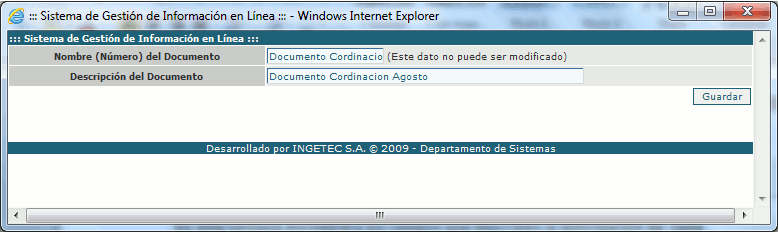 ::: Sistema de Gestión de Información en Línea ::: - Windows Internet Explorer
::: Sistema de Gestión de Información en Línea :::
Nombre (Número) del Documento Documento Cordinacio (Este dato no puede ser modificado)
Descripción del Documento Documento Cordinacion Agosto
Guardar
Desarrollado por INGETEC S.A. © 2009 - Departamento de Sistemas